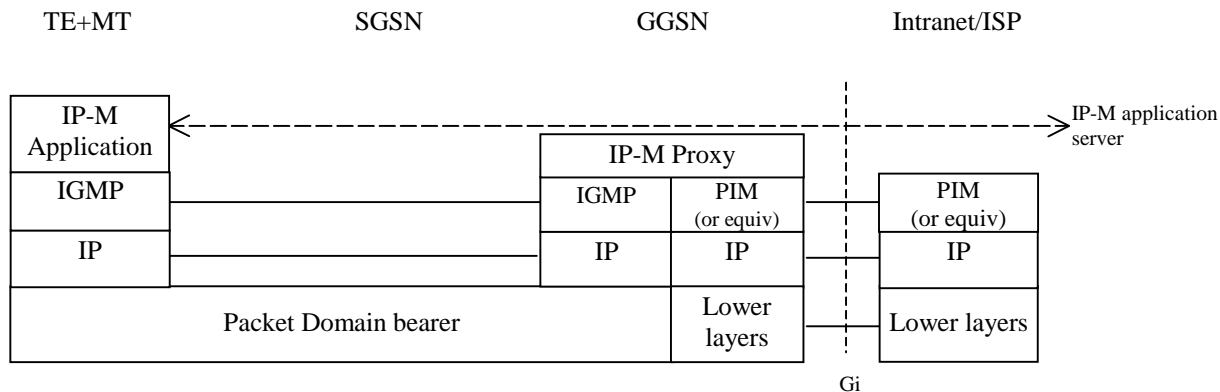 TE+MT SGSN GGSN Intranet/ISP
IP-M
Application
IP-M application
server
IP-M Proxy
IGMP IGMP PIM
(or equiv) PIM
(or equiv)
IP IP IP IP
Packet Domain bearer Lower
layers Lower layers
Gi